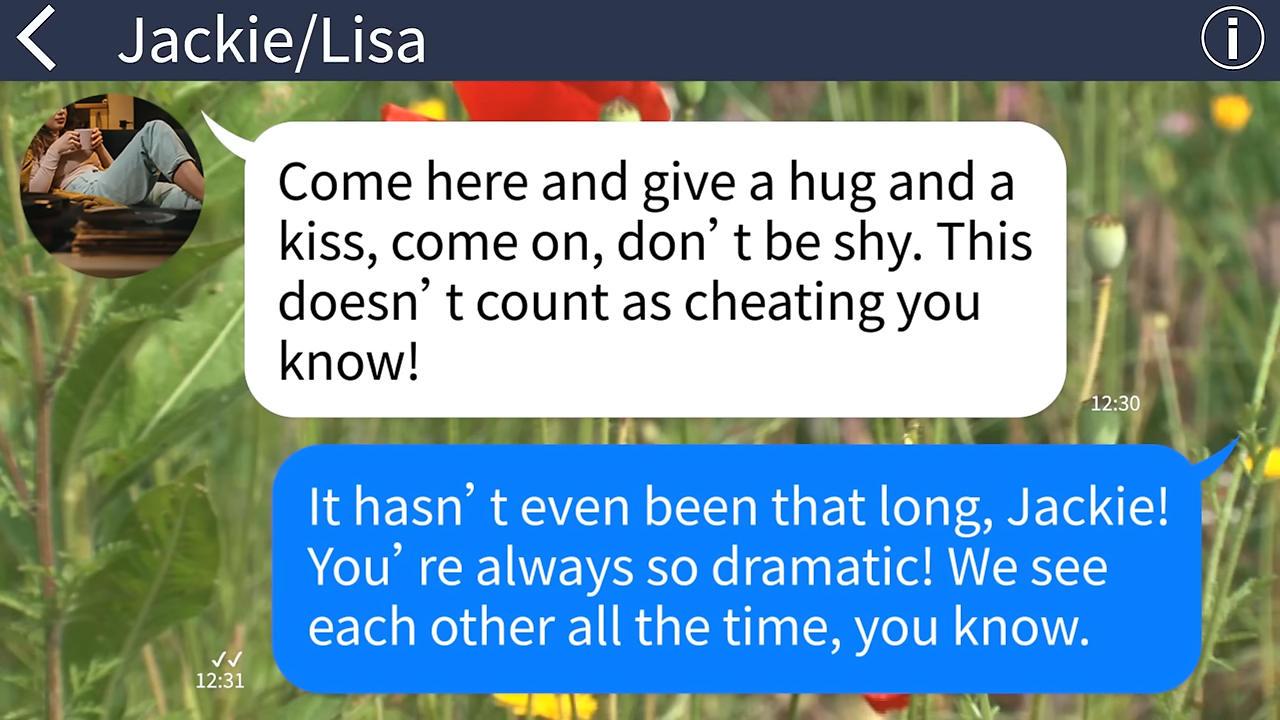 Jackie/Lisa
Come here and give a hug and a
kiss, come on, don’ t be shy. This
doesn’ t count as cheating you
know!
12:30
It hasn’ t even been that long, Jackie!
You’ re always so dramatic! We see
each other all the time, you know.
12:31